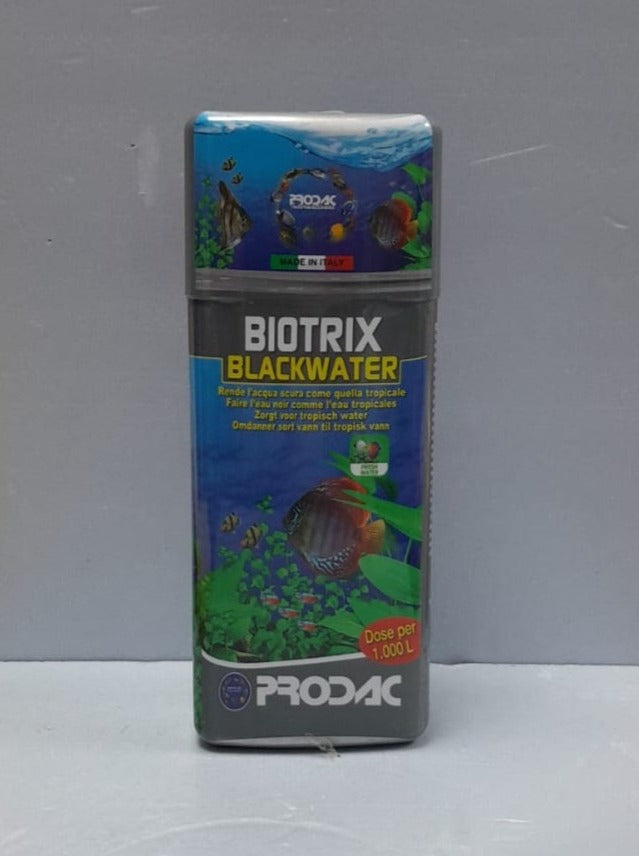 PRODAC
MADE IN ITALY
BIOTRIX
BLACKWATER
Rende l'acqua scura come quella tropicale
Faire l'eau noir comme l'eau tropicales
Zorgt voor tropisch water
Omdanner sort vann til tropisk vann
FRESH
WATER
Dose per
1.000 L
PRODAC